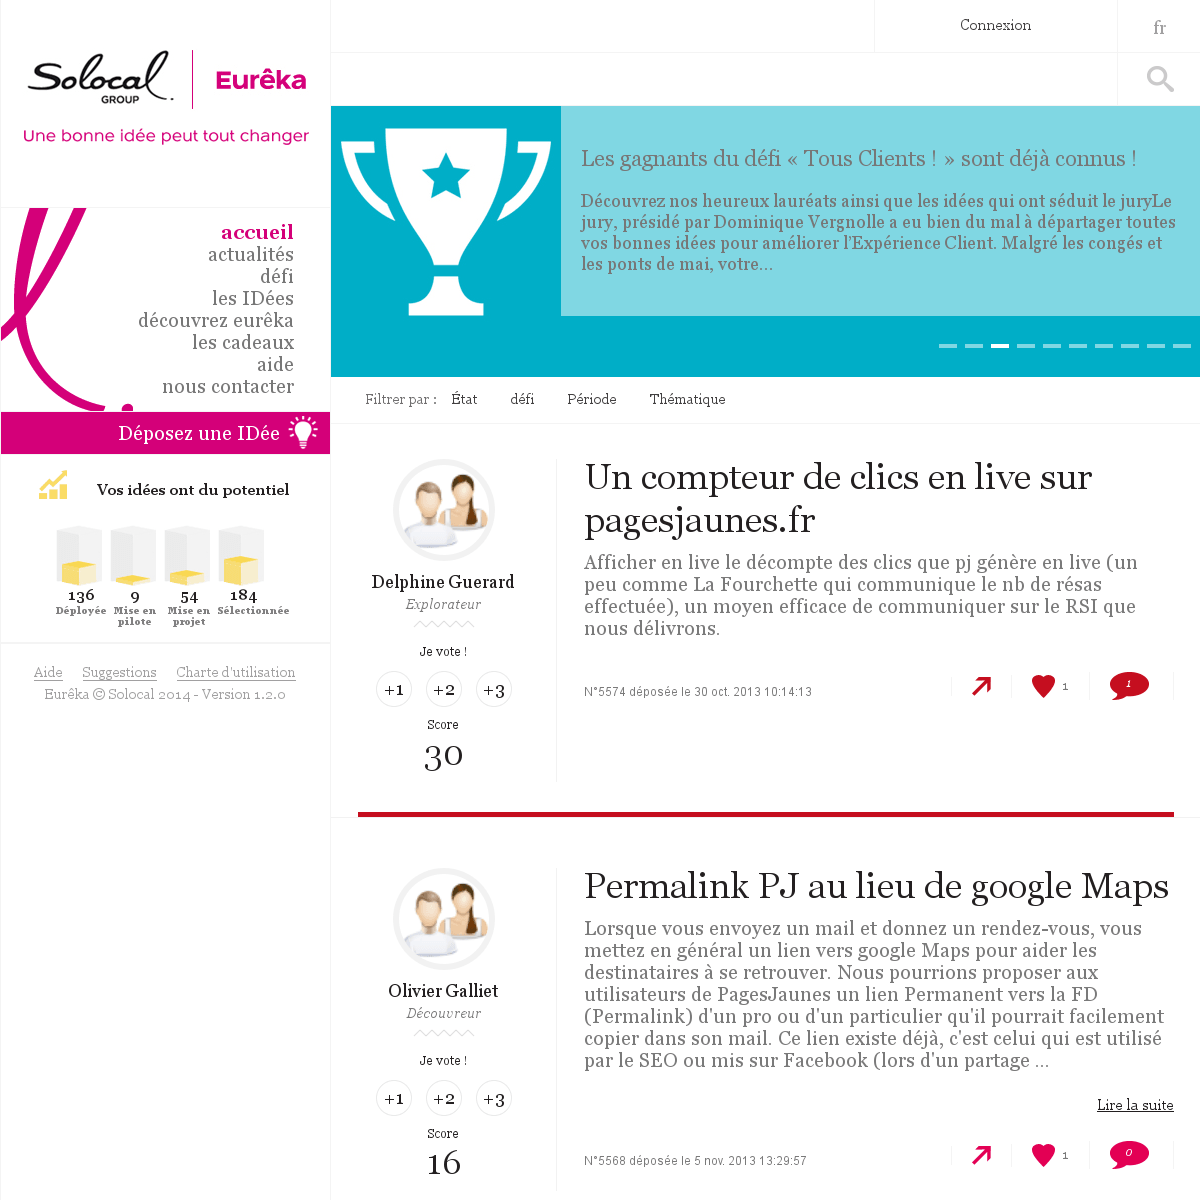 Connexion
fr
Solocal
GROUP
Eurêka
Une bonne idée peut tout changer
accueil
actualités
défi
les IDées
découvrez eurêka
les cadeaux
aide
nous contacter
Déposez une IDée
Vos idées ont du potentiel
136 9 54 184
Déployée Mise en pilote Mise en projet Sélectionnée
Aide Suggestions Charte d'utilisation
Eurêka © Solocal 2014 - Version 1.2.0
Les gagnants du défi « Tous Clients ! » sont déjà connus !
Découvrez nos heureux lauréats ainsi que les idées qui ont séduit le juryLe
jury, présidé par Dominique Vergnolle a eu bien du mal à départager toutes
vos bonnes idées pour améliorer l'Expérience Client. Malgré les congés et
les ponts de mai, votre...
Filtrer par : État défi Période Thématique
Delphine Guerard
Explorateur
Je vote !
+1 +2 +3
Score
30
Un compteur de clics en live sur
pagesjaunes.fr
Afficher en live le décompte des clics que pj génère en live (un
peu comme La Fourchette qui communique le nb de résas
effectuée), un moyen efficace de communiquer sur le RSI que
nous délivrons.
N°5574 déposée le 30 oct. 2013 10:14:13
1
1
Olivier Galliet
Découvreur
Je vote !
+1 +2 +3
Score
16
Permalink PJ au lieu de google Maps
Lorsque vous envoyez un mail et donnez un rendez-vous, vous
mettez en général un lien vers google Maps pour aider les
destinataires à se retrouver. Nous pourrions proposer aux
utilisateurs de PagesJaunes un lien Permanent vers la FD
(Permalink) d'un pro ou d'un particulier qu'il pourrait facilement
copier dans son mail. Ce lien existe déjà, c'est celui qui est utilisé
par le SEO ou mis sur Facebook (lors d'un partage ...
Lire la suite
N°5568 déposée le 5 nov. 2013 13:29:57
1
0